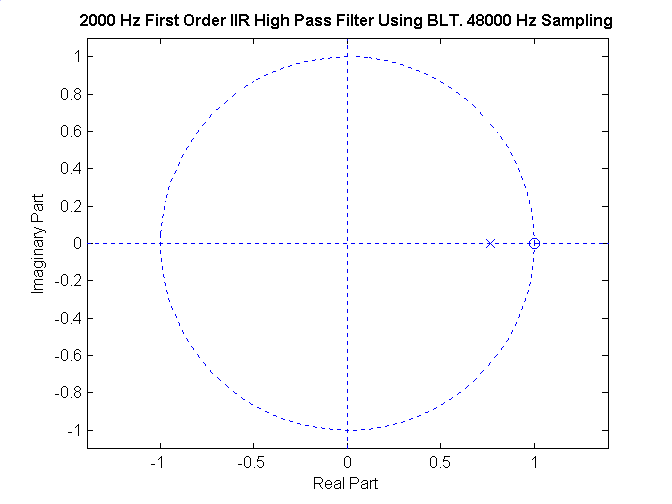 2000 Hz First Order IIR High Pass Filter Using BLT. 48000 Hz Sampling
1
0.8
0.6
0.4
0.2
0
-0.2
-0.4
-0.6
-0.8
-1
Imaginary Part
-1 -0.5 0 0.5 1
Real Part